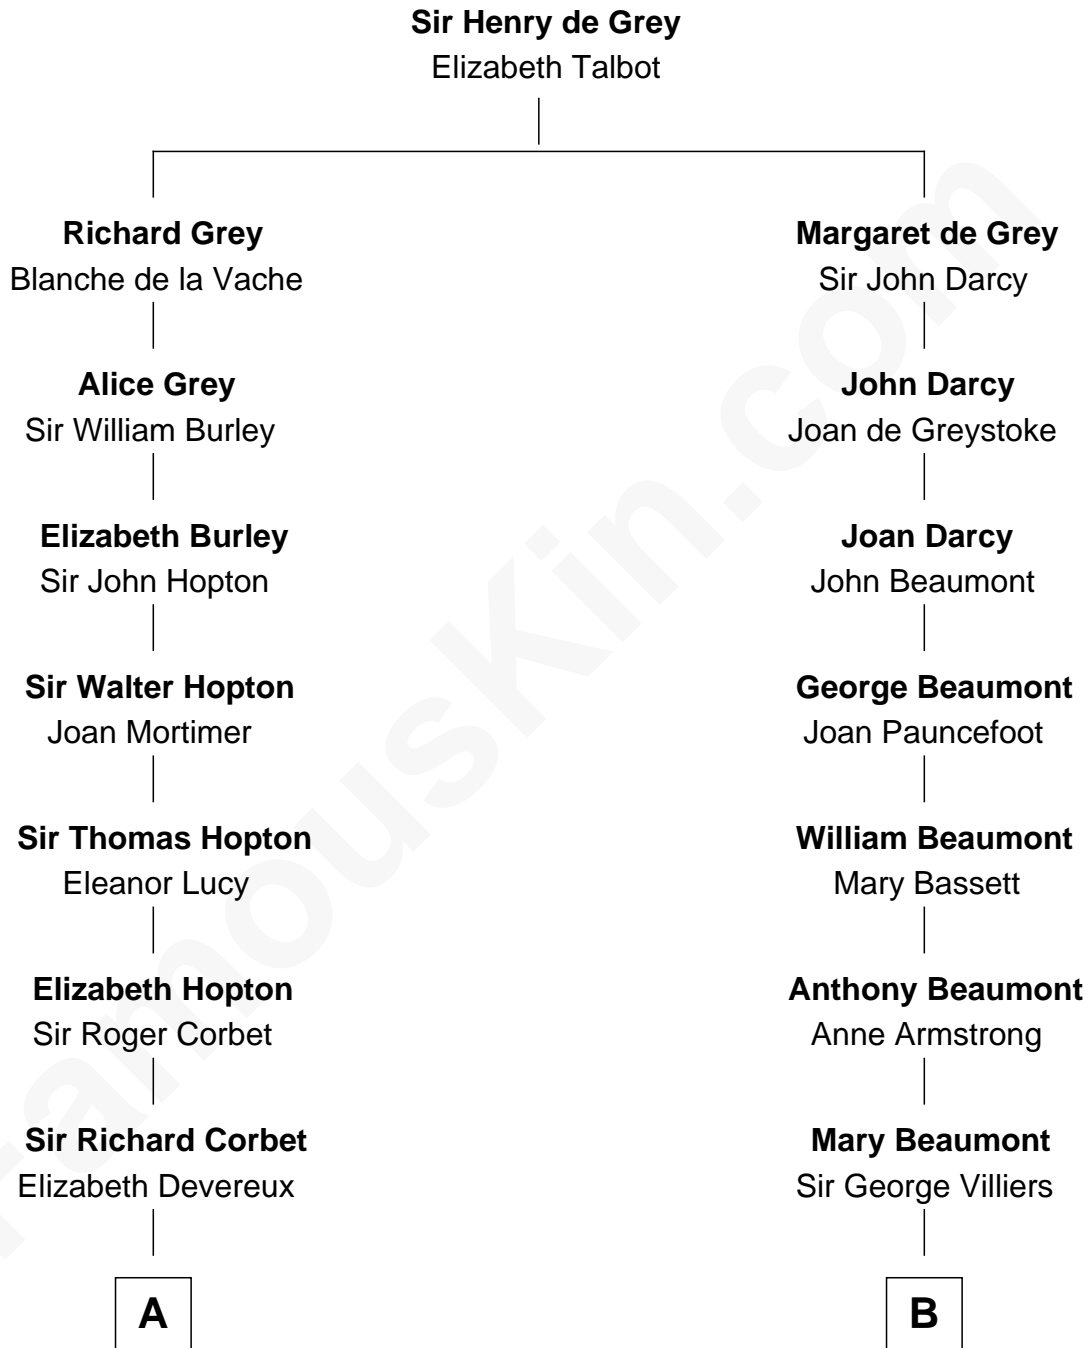 Sir Henry de Grey
Elizabeth Talbot
Richard Grey
Blanche de la Vache
Alice Grey
Sir William Burley
Elizabeth Burley
Sir John Hopton
Sir Walter Hopton
Joan Mortimer
Sir Thomas Hopton
Eleanor Lucy
Elizabeth Hopton
Sir Roger Corbet
Sir Richard Corbet
Elizabeth Devereux
A
Margaret de Grey
Sir John Darcy
John Darcy
Joan de Greystoke
Joan Darcy
John Beaumont
George Beaumont
Joan Pauncefoot
William Beaumont
Mary Bassett
Anthony Beaumont
Anne Armstrong
Mary Beaumont
Sir George Villiers
B
FamousKin.com